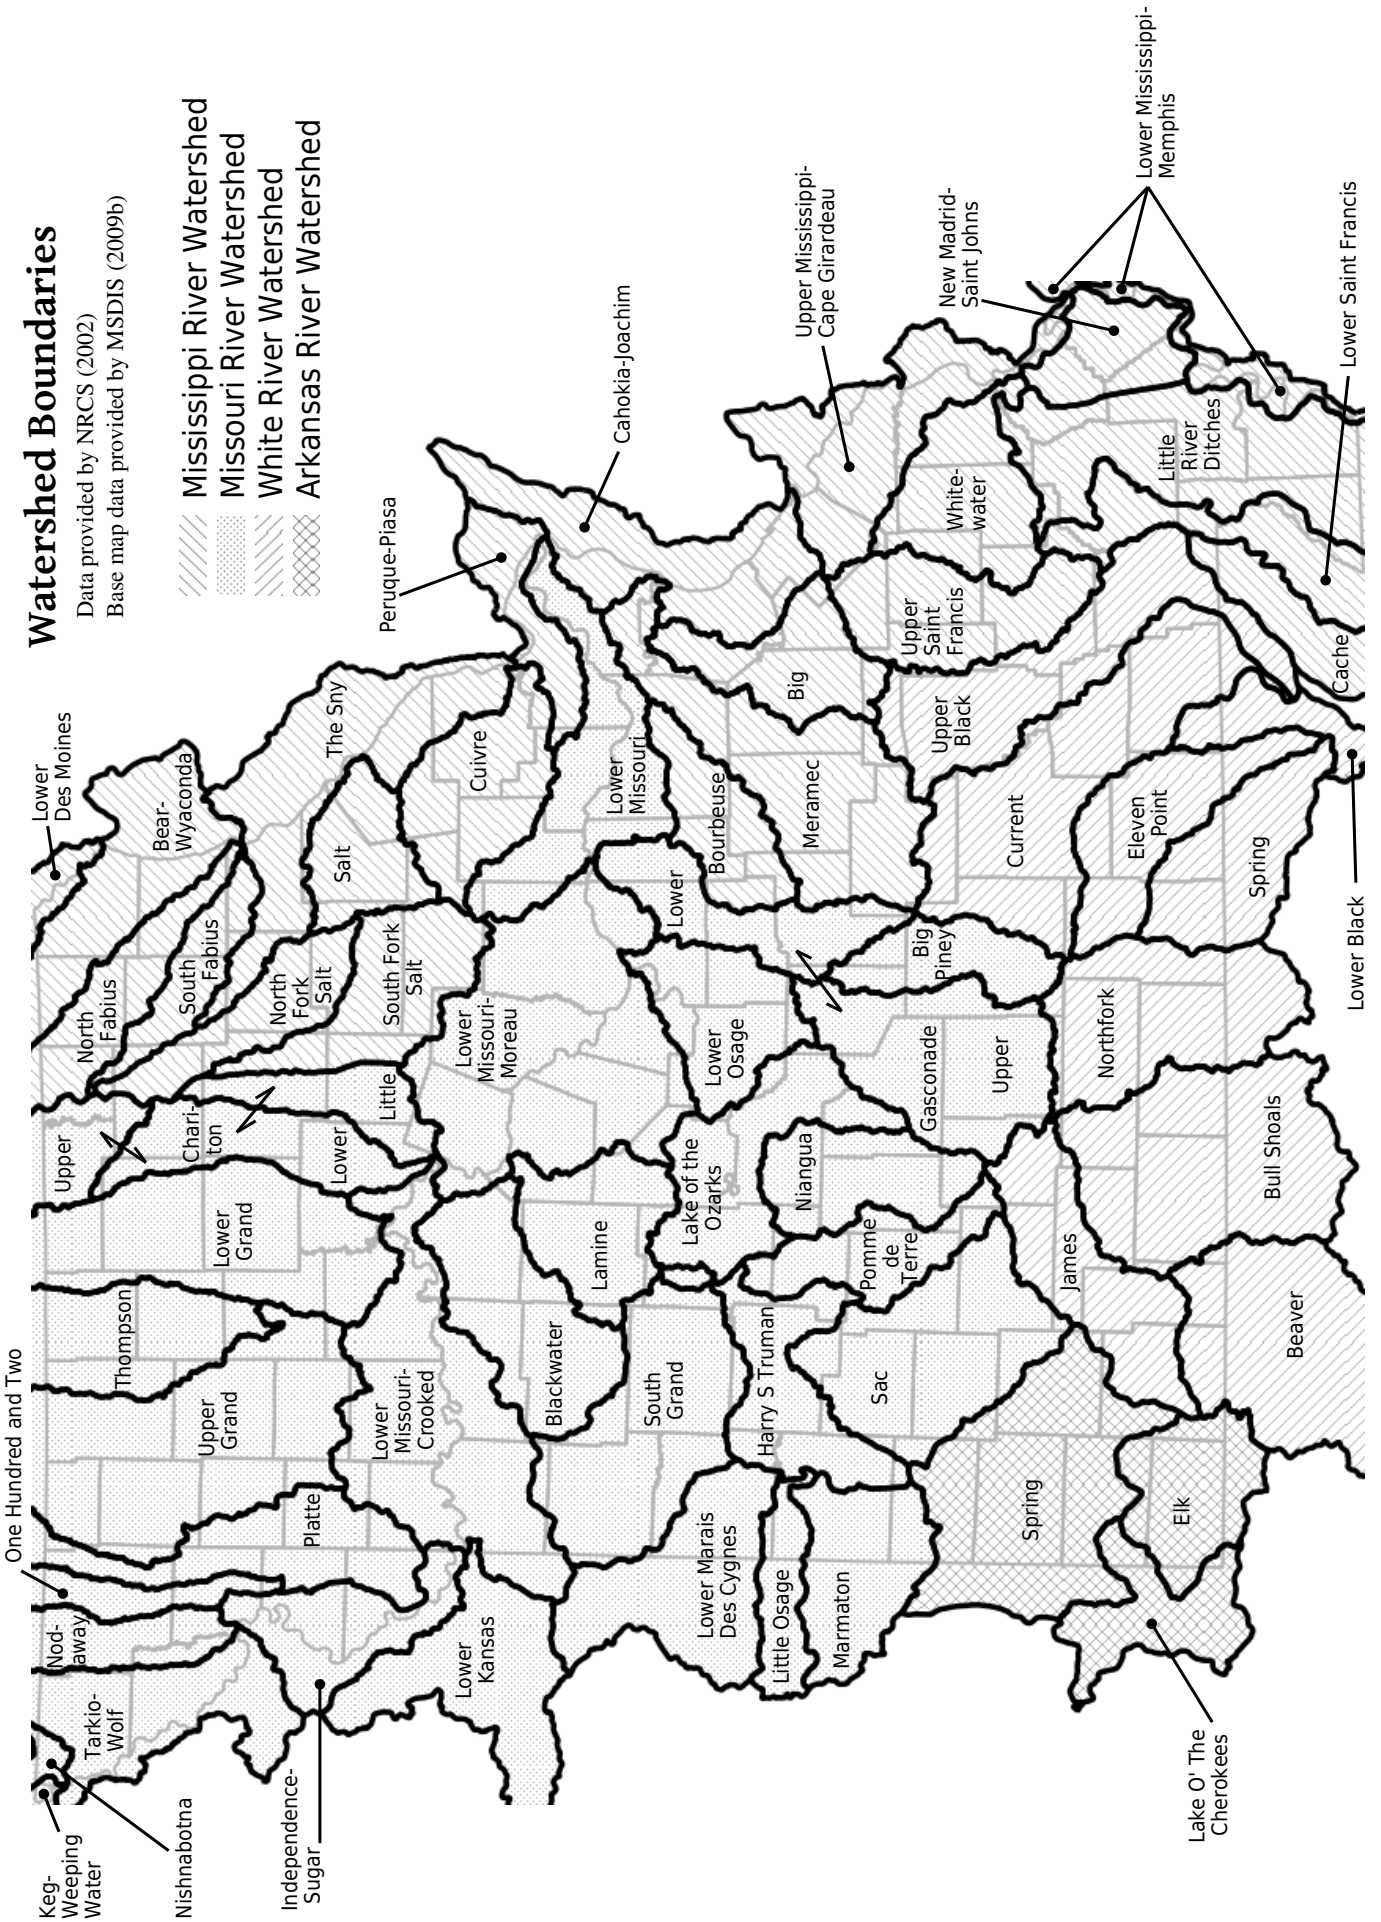 Watershed Boundaries
Data provided by NRCS (2002)
Base map data provided by MSDIS (2009b)
Mississippi River Watershed
Missouri River Watershed
White River Watershed
Arkansas River Watershed
Keg-
Weeping
Water
Nishnabotna
Independence-
Sugar
Tarkio-
Wolf
Nod-
away
One Hundred and Two
Platte
Upper
Grand
Thompson
Lower
Grand
Upper
Chari-
ton
Lower
Little
North
Fabius
South
Fabius
Lower
Des Moines
Bear-
Wyaconda
North
Fork
Salt
South Fork
Salt
Salt
The Sny
Cuivre
Peruque-Piasa
Cahokia-Joachim
Lower
Kansas
Lower
Missouri-
Crooked
Lower
Missouri-
Moreau
Lower
Missouri
Blackwater
Lamine
South
Grand
Lower Marais
Des Cygnes
Little Osage
Marmaton
Harry S Truman
Sac
Pomme
de
Terre
Niangua
Lake of the
Ozarks
Lower
Osage
Lower
Gasconade
Upper
Big
Piney
Bourbeuse
Meramec
Big
Upper
Saint
Francis
White-
water
Upper Mississippi-
Cape Girardeau
New Madrid-
Saint Johns
Lower Mississippi-
Memphis
Little
River
Ditches
Lower Saint Francis
Cache
Upper
Black
Current
Eleven
Point
Spring
Lower Black
Northfork
Bull Shoals
James
Beaver
Spring
Elk
Lake O' The
Cherokees